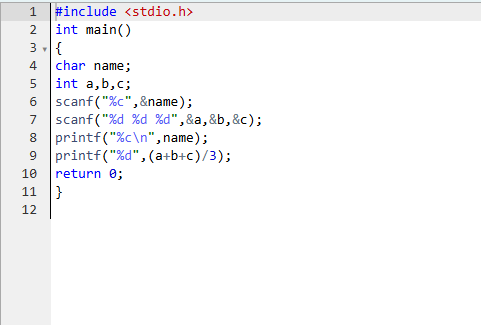 1 #include <stdio.h>
2 int main()
3 {
4 char name;
5 int a,b,c;
6 scanf("%c",&name);
7 scanf("%d %d %d",&a,&b,&c);
8 printf("%c\n",name);
9 printf("%d",(a+b+c)/3);
10 return 0;
11 }
12